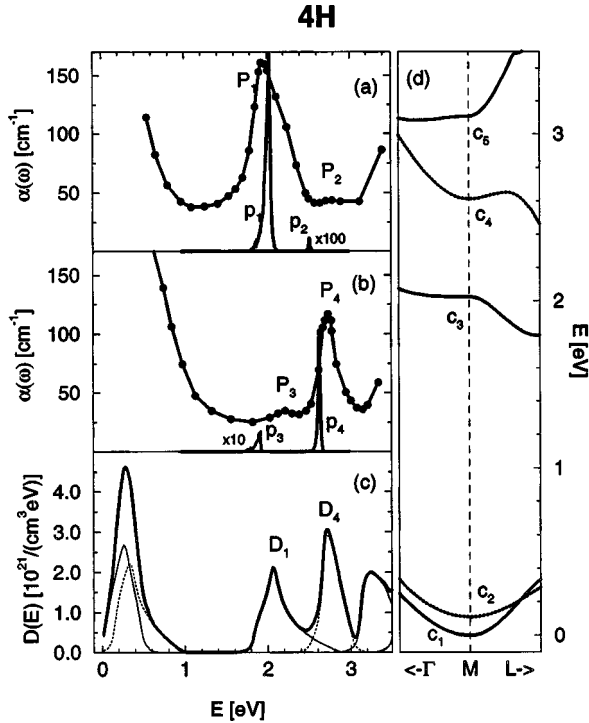 4H
α(ω) [cm⁻¹]
150
100
50
P₁
(a)
P₂
p₁
p₂
x100
α(ω) [cm⁻¹]
150
100
50
(b)
P₄
P₃
x10
p₃
p₄
D(E) [10²¹/(cm³eV)]
4.0
3.0
2.0
1.0
0.0
(c)
D₁
D₄
0 1 2 3
E [eV]
(d)
c₅
c₄
c₃
c₂
c₁
3
2
1
0
E [eV]
<-Γ M L->